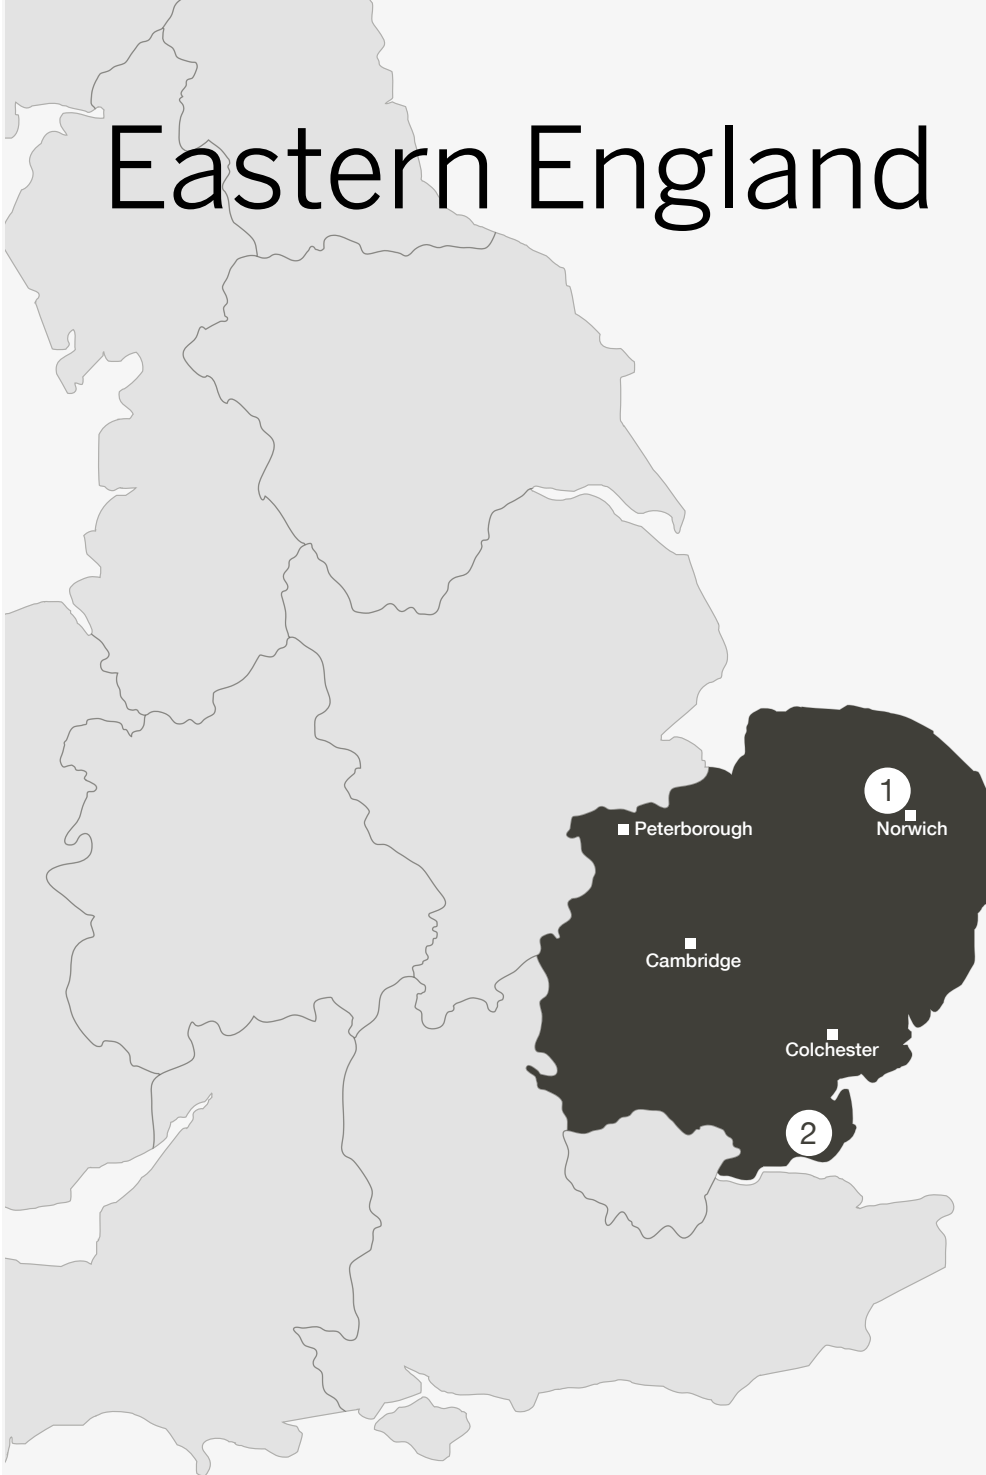 Eastern England
1
Norwich
Peterborough
Cambridge
Colchester
2